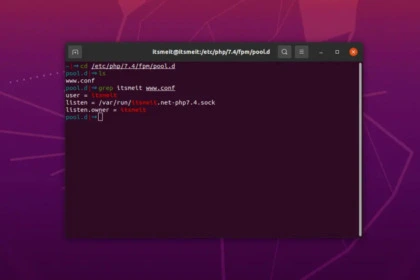 itsmeit@itsmeit:/etc/php/7.4/fpm/pool.d
~:~ cd /etc/php/7.4/fpm/pool.d
pool.d:~ ls
www.conf
pool.d:~ grep itsmeit www.conf
user = itsmeit
listen = /var/run/itsmeit.net-php7.4.sock
listen.owner = itsmeit
pool.d:~